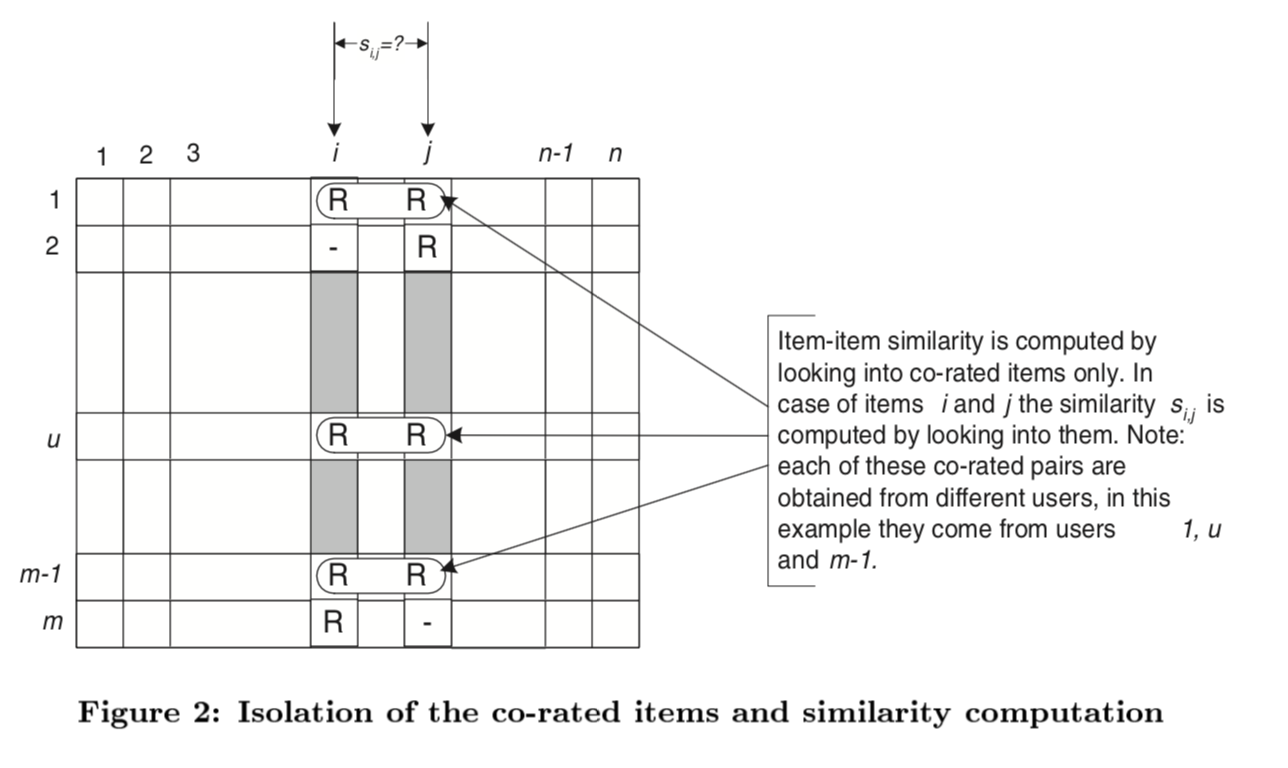 s i,j =?
1 2 3 i j n-1 n
1 R R
2 - R
u R R
m-1 R R
m R -
Item-item similarity is computed by
looking into co-rated items only. In
case of items i and j the similarity s i,j is
computed by looking into them. Note:
each of these co-rated pairs are
obtained from different users, in this
example they come from users 1, u
and m-1.
Figure 2: Isolation of the co-rated items and similarity computation